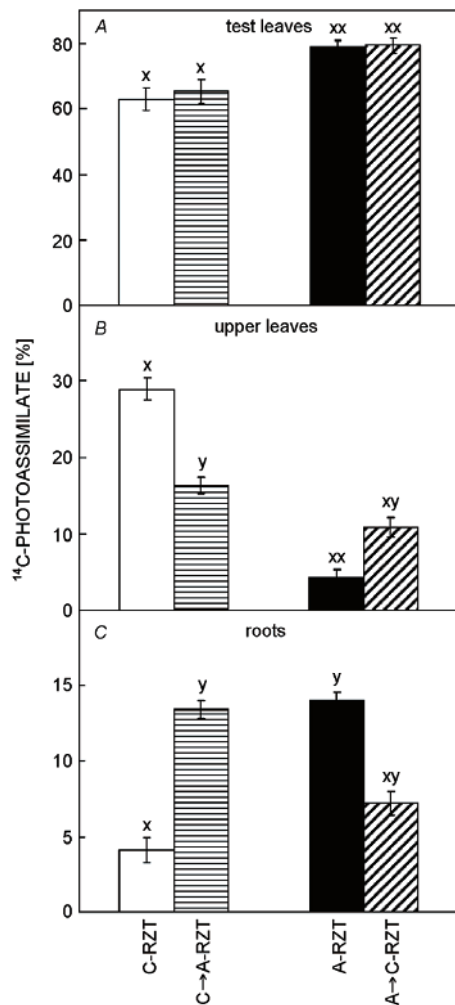 A test leaves
x x xx xx
80
60
40
20
0
B upper leaves
x
y
xx
xy
30
20
10
0
C roots
x
y
y
xy
15
10
5
0
¹⁴C-PHOTOASSIMILATE [%]
C-RZT
C→A-RZT
A-RZT
A→C-RZT